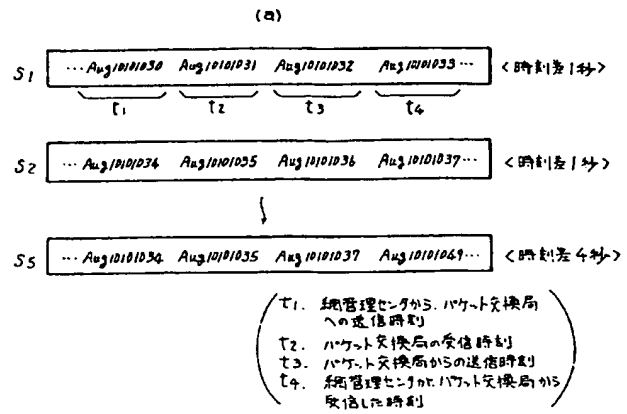 (a)
S1 … Aug10101030 Aug10101031 Aug10101032 Aug10101033 … <時刻差1秒>
t1 t2 t3 t4
S2 … Aug10101034 Aug10101035 Aug10101036 Aug10101037 … <時刻差1秒>
S5 … Aug10101034 Aug10101035 Aug10101037 Aug10101049 … <時刻差4秒>
t1. 網管理センタから、パケット交換局
への送信時刻
t2. パケット交換局の受信時刻
t3. パケット交換局からの送信時刻
t4. 網管理センタが、パケット交換局から
受信した時刻